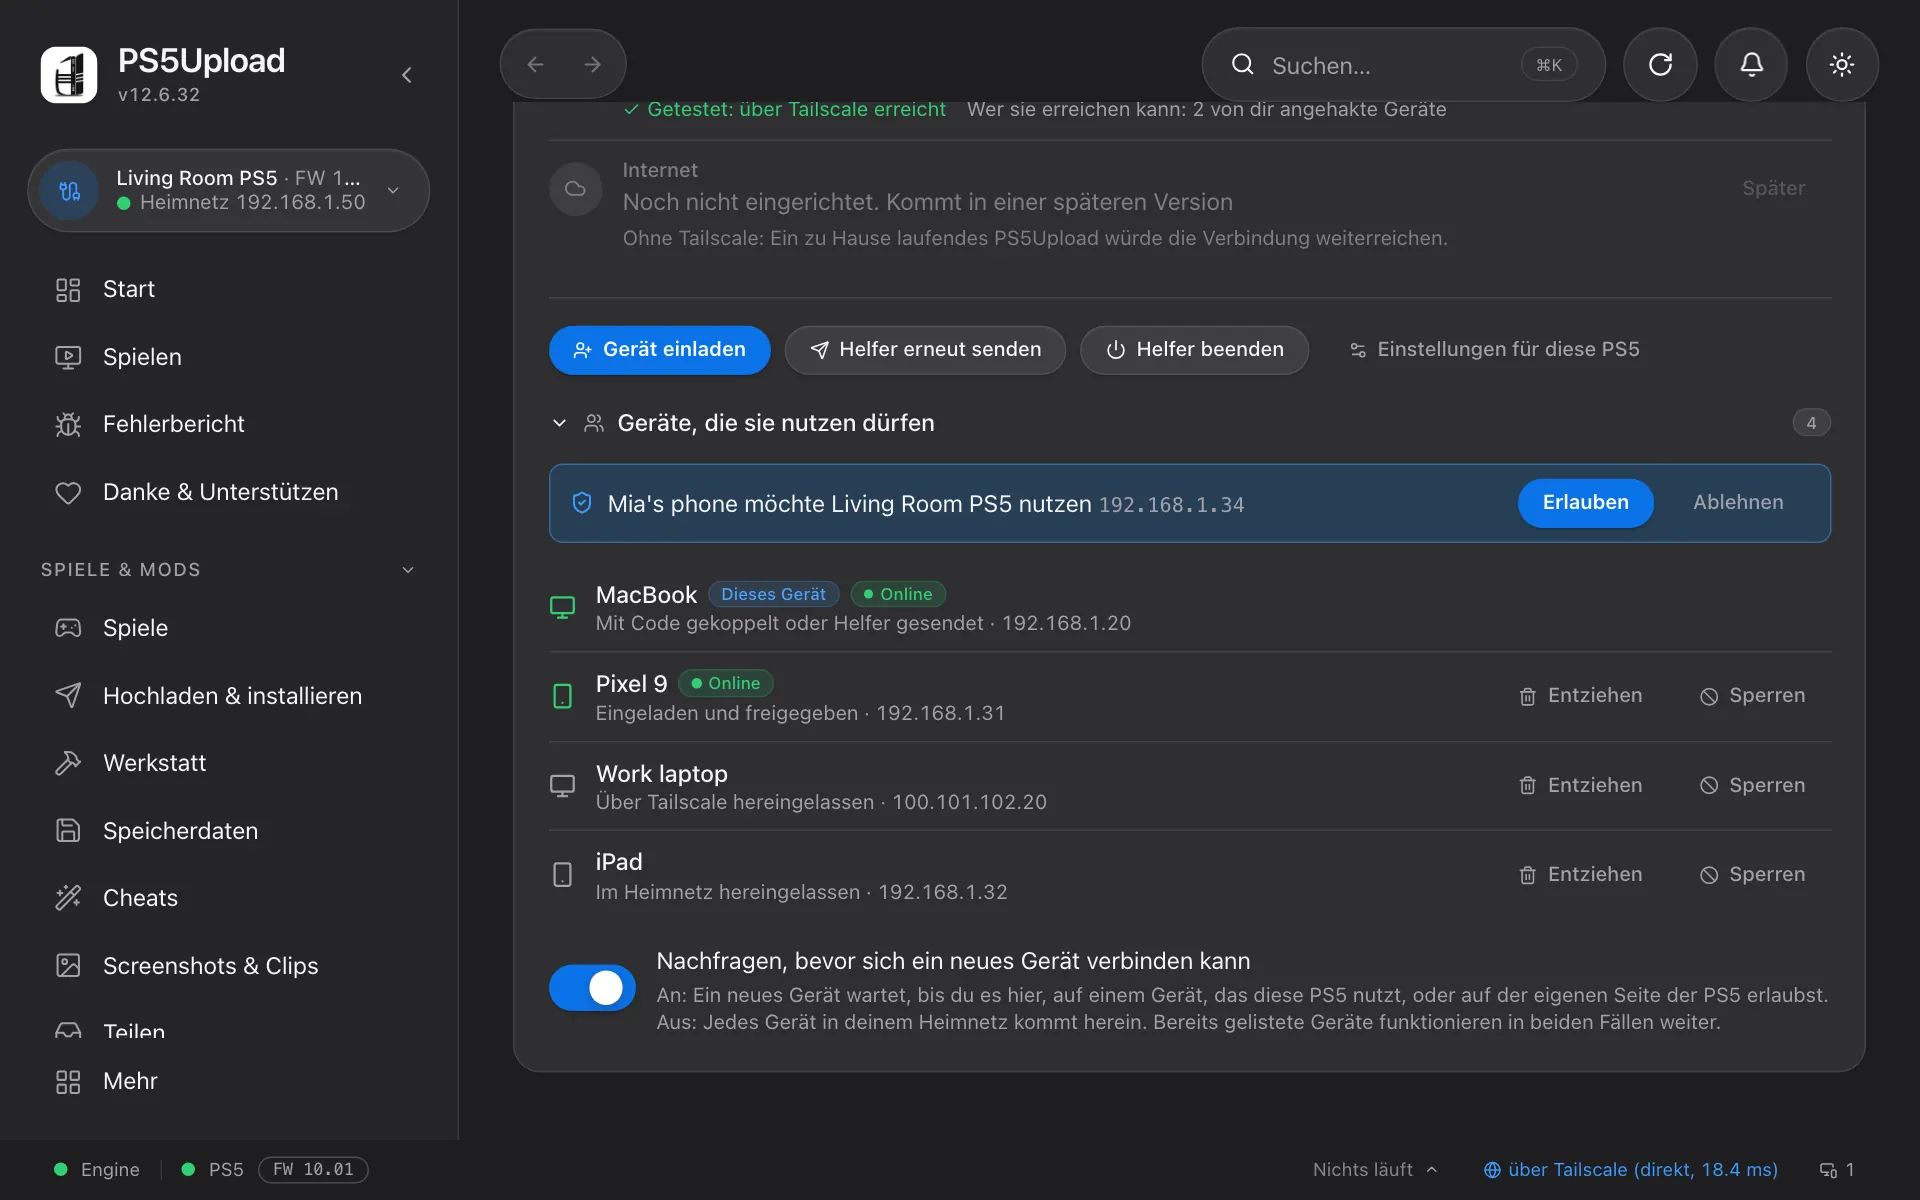 PS5Upload
v12.6.32
Living Room PS5 · FW 1...
Heimnetz 192.168.1.50
Start
Spielen
Fehlerbericht
Danke & Unterstützen
SPIELE & MODS
Spiele
Hochladen & installieren
Werkstatt
Speicherdaten
Cheats
Screenshots & Clips
Teilen
Mehr
Suchen...
⌘K
Getestet: über Tailscale erreicht Wer sie erreichen kann: 2 von dir angehakte Geräte
Internet
Noch nicht eingerichtet. Kommt in einer späteren Version
Ohne Tailscale: Ein zu Hause laufendes PS5Upload würde die Verbindung weiterreichen.
Später
Gerät einladen
Helfer erneut senden
Helfer beenden
Einstellungen für diese PS5
Geräte, die sie nutzen dürfen
4
Mia's phone möchte Living Room PS5 nutzen 192.168.1.34
Erlauben
Ablehnen
MacBook Dieses Gerät Online
Mit Code gekoppelt oder Helfer gesendet · 192.168.1.20
Pixel 9 Online
Eingeladen und freigegeben · 192.168.1.31
Entziehen
Sperren
Work laptop
Über Tailscale hereingelassen · 100.101.102.20
Entziehen
Sperren
iPad
Im Heimnetz hereingelassen · 192.168.1.32
Entziehen
Sperren
Nachfragen, bevor sich ein neues Gerät verbinden kann
An: Ein neues Gerät wartet, bis du es hier, auf einem Gerät, das diese PS5 nutzt, oder auf der eigenen Seite der PS5 erlaubst.
Aus: Jedes Gerät in deinem Heimnetz kommt herein. Bereits gelistete Geräte funktionieren in beiden Fällen weiter.
Engine
PS5
FW 10.01
Nichts läuft
über Tailscale (direkt, 18.4 ms)
1